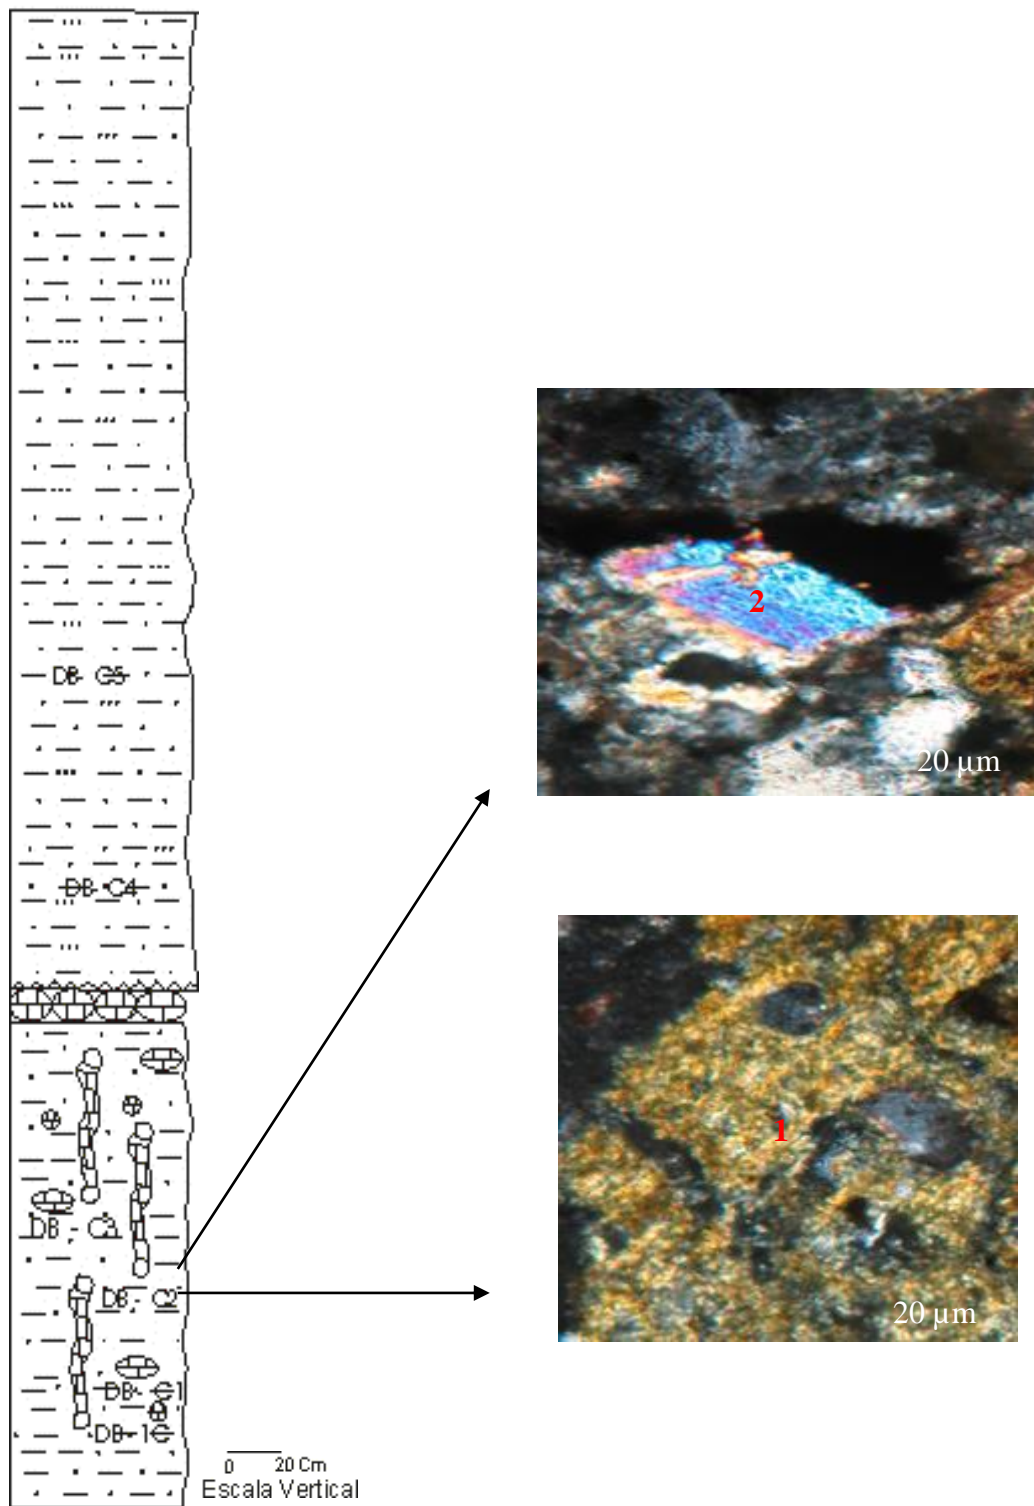 DB- G5
DB- C4
DB - C3
DB - C2
DB - C1
DB-1C
0 20 Cm
Escala Vertical
2
20 µm
1
20 µm